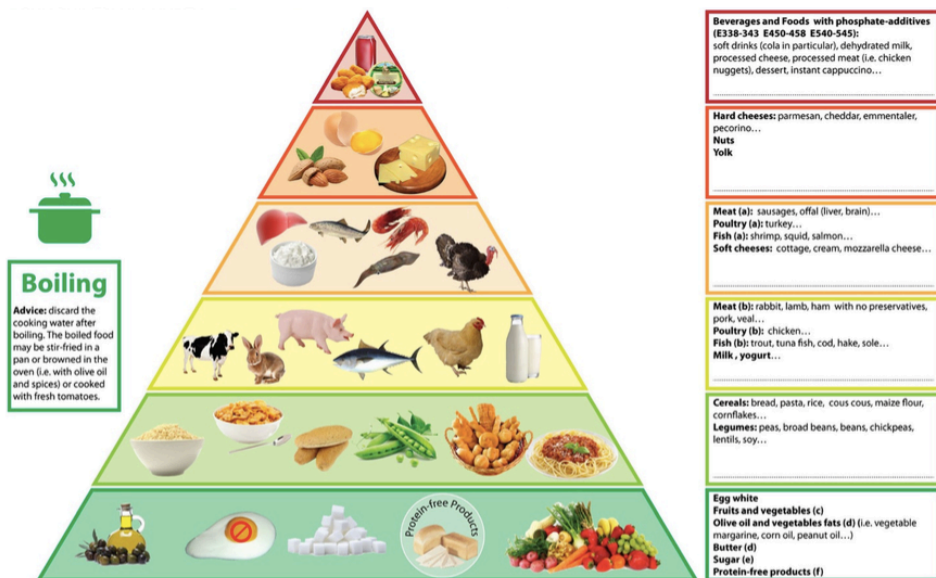 Beverages and Foods with phosphate-additives
(E338-343 E450-458 E540-545):
soft drinks (cola in particular), dehydrated milk,
processed cheese, processed meat (i.e. chicken
nuggets), dessert, instant cappuccino...
Hard cheeses: parmesan, cheddar, emmentaler,
pecorino...
Nuts
Yolk
Meat (a): sausages, offal (liver, brain)...
Poultry (a): turkey...
Fish (a): shrimp, squid, salmon...
Soft cheeses: cottage, cream, mozzarella cheese...
Boiling
Advice: discard the
cooking water after
boiling. The boiled food
may be stir-fried in a
pan or browned in the
oven (i.e. with olive oil
and spices) or cooked
with fresh tomatoes.
Meat (b): rabbit, lamb, ham with no preservatives,
pork, veal...
Poultry (b): chicken...
Fish (b): trout, tuna fish, cod, hake, sole...
Milk , yogurt...
Cereals: bread, pasta, rice, cous cous, maize flour,
cornflakes...
Legumes: peas, broad beans, beans, chickpeas,
lentils, soy...
Protein-free Products
Egg white
Fruits and vegetables (c)
Olive oil and vegetables fats (d) (i.e. vegetable
margarine, corn oil, peanut oil...)
Butter (d)
Sugar (e)
Protein-free products (f)